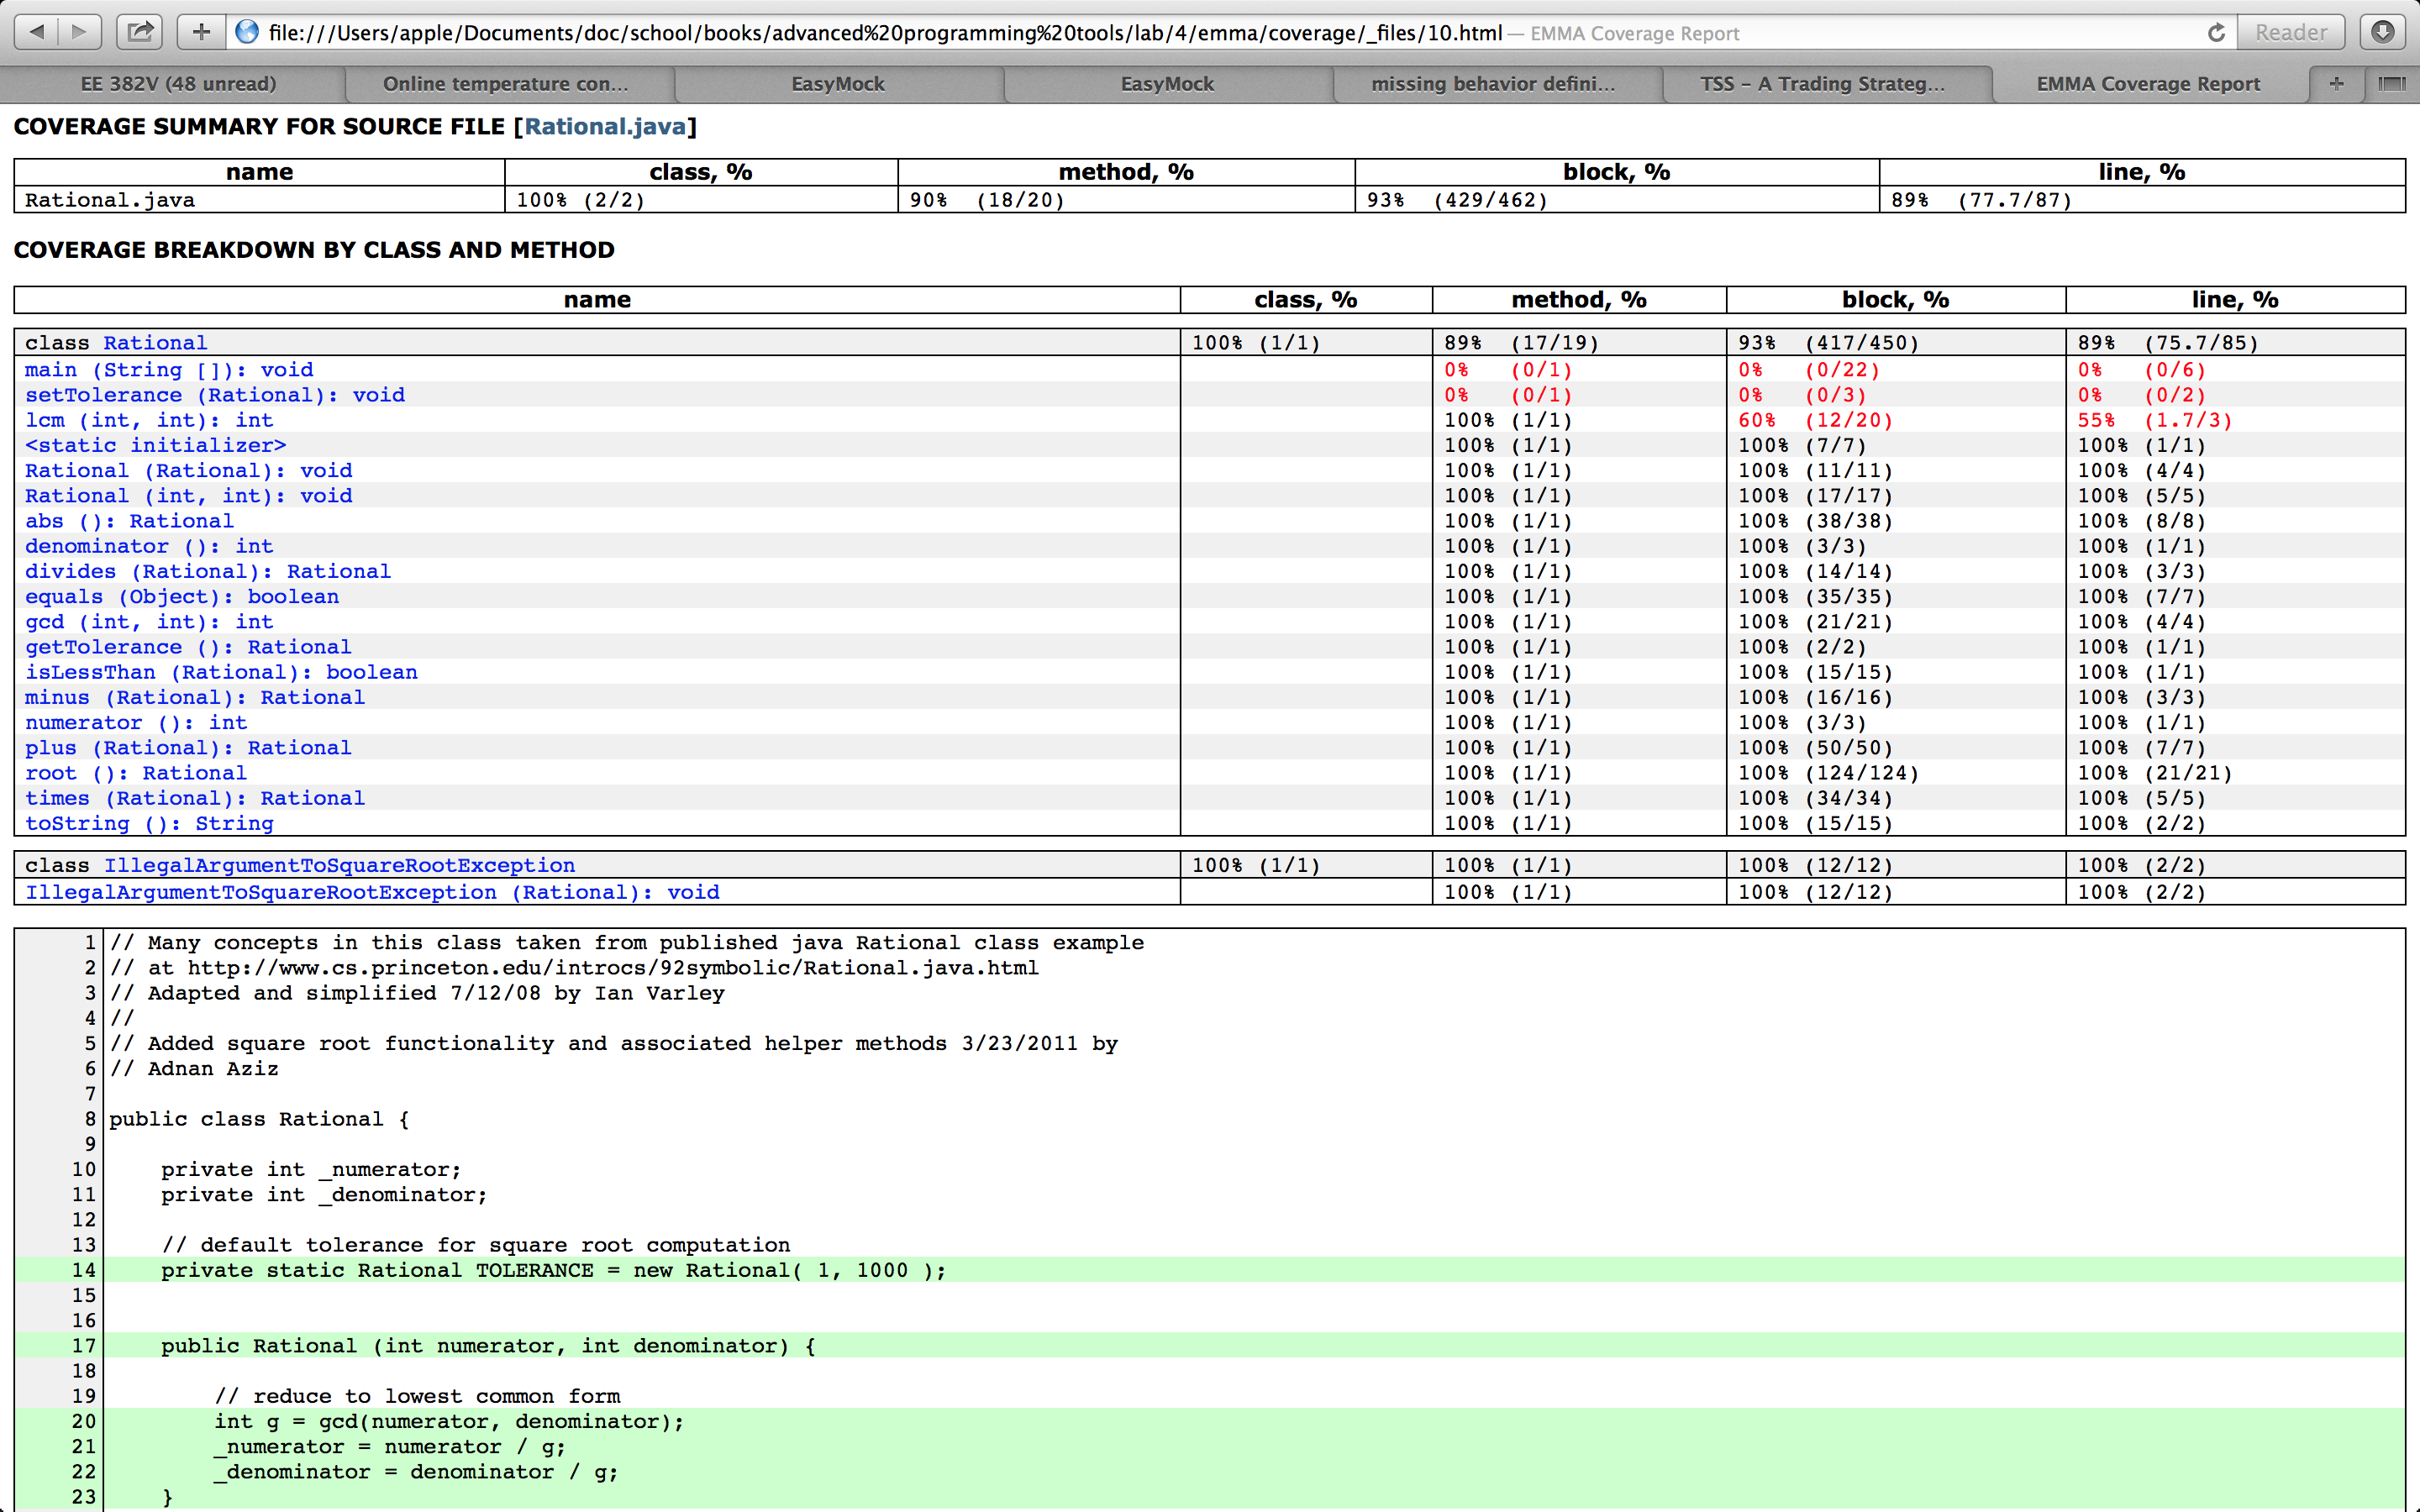 file:///Users/apple/Documents/doc/school/books/advanced%20programming%20tools/lab/4/emma/coverage/_files/10.html — EMMA Coverage Report Reader
EE 382V (48 unread) Online temperature con... EasyMock EasyMock missing behavior defini... TSS – A Trading Strateg... EMMA Coverage Report
COVERAGE SUMMARY FOR SOURCE FILE [Rational.java]
name class, % method, % block, % line, %
Rational.java 100% (2/2) 90% (18/20) 93% (429/462) 89% (77.7/87)
COVERAGE BREAKDOWN BY CLASS AND METHOD
name class, % method, % block, % line, %
class Rational 100% (1/1) 89% (17/19) 93% (417/450) 89% (75.7/85)
main (String []): void 0% (0/1) 0% (0/22) 0% (0/6)
setTolerance (Rational): void 0% (0/1) 0% (0/3) 0% (0/2)
lcm (int, int): int 100% (1/1) 60% (12/20) 55% (1.7/3)
<static initializer> 100% (1/1) 100% (7/7) 100% (1/1)
Rational (Rational): void 100% (1/1) 100% (11/11) 100% (4/4)
Rational (int, int): void 100% (1/1) 100% (17/17) 100% (5/5)
abs (): Rational 100% (1/1) 100% (38/38) 100% (8/8)
denominator (): int 100% (1/1) 100% (3/3) 100% (1/1)
divides (Rational): Rational 100% (1/1) 100% (14/14) 100% (3/3)
equals (Object): boolean 100% (1/1) 100% (35/35) 100% (7/7)
gcd (int, int): int 100% (1/1) 100% (21/21) 100% (4/4)
getTolerance (): Rational 100% (1/1) 100% (2/2) 100% (1/1)
isLessThan (Rational): boolean 100% (1/1) 100% (15/15) 100% (1/1)
minus (Rational): Rational 100% (1/1) 100% (16/16) 100% (3/3)
numerator (): int 100% (1/1) 100% (3/3) 100% (1/1)
plus (Rational): Rational 100% (1/1) 100% (50/50) 100% (7/7)
root (): Rational 100% (1/1) 100% (124/124) 100% (21/21)
times (Rational): Rational 100% (1/1) 100% (34/34) 100% (5/5)
toString (): String 100% (1/1) 100% (15/15) 100% (2/2)
class IllegalArgumentToSquareRootException 100% (1/1) 100% (1/1) 100% (12/12) 100% (2/2)
IllegalArgumentToSquareRootException (Rational): void 100% (1/1) 100% (12/12) 100% (2/2)
1 // Many concepts in this class taken from published java Rational class example
2 // at http://www.cs.princeton.edu/introcs/92symbolic/Rational.java.html
3 // Adapted and simplified 7/12/08 by Ian Varley
4 //
5 // Added square root functionality and associated helper methods 3/23/2011 by
6 // Adnan Aziz
7
8 public class Rational {
9
10 private int _numerator;
11 private int _denominator;
12
13 // default tolerance for square root computation
14 private static Rational TOLERANCE = new Rational( 1, 1000 );
15
16
17 public Rational (int numerator, int denominator) {
18
19 // reduce to lowest common form
20 int g = gcd(numerator, denominator);
21 _numerator = numerator / g;
22 _denominator = denominator / g;
23 }